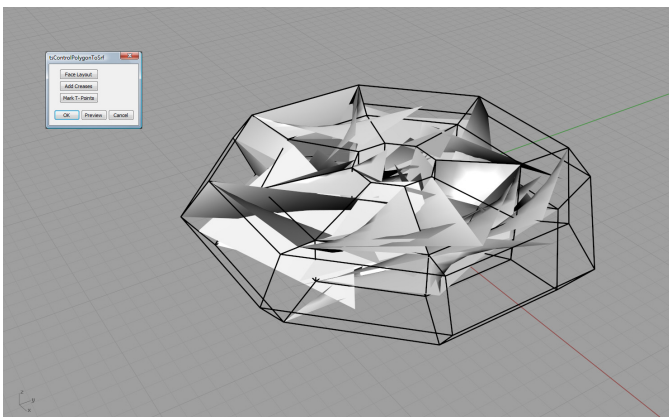 tsControlPolygonToSrf
Face Layout
Add Creases
Mark T- Points
OK Preview Cancel
z
y
x